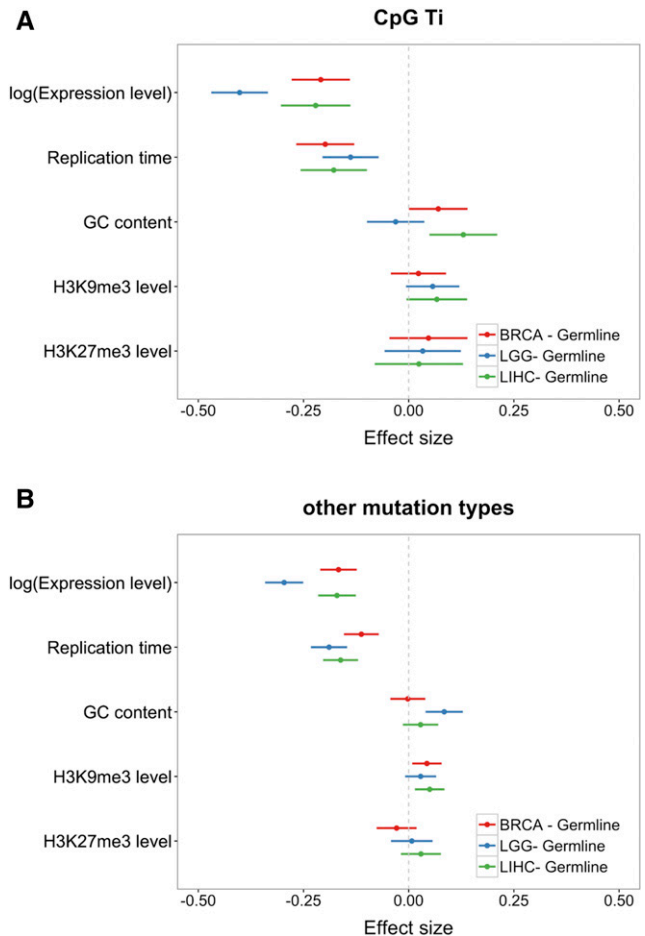 A
CpG Ti
log(Expression level)
Replication time
GC content
H3K9me3 level
H3K27me3 level
BRCA - Germline
LGG- Germline
LIHC- Germline
-0.50 -0.25 0.00 0.25 0.50
Effect size
B
other mutation types
log(Expression level)
Replication time
GC content
H3K9me3 level
H3K27me3 level
BRCA - Germline
LGG- Germline
LIHC- Germline
-0.50 -0.25 0.00 0.25 0.50
Effect size